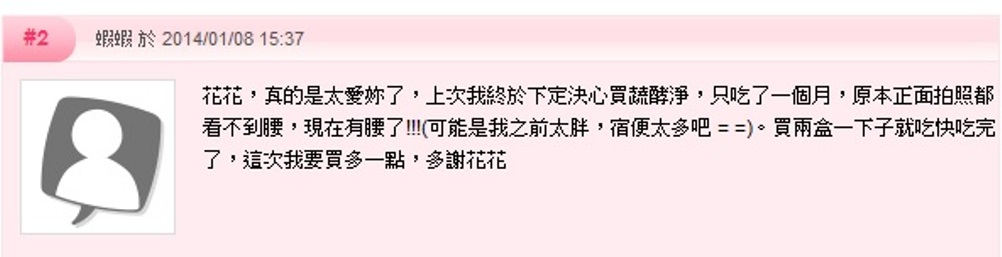 #2 蝦蝦 於 2014/01/08 15:37
花花，真的是太愛妳了，上次我終於下定決心買蔬酵淨，只吃了一個月，原本正面拍照都
看不到腰，現在有腰了!!!(可能是我之前太胖，宿便太多吧 = =)。買兩盒一下子就吃快吃完
了，這次我要買多一點，多謝花花